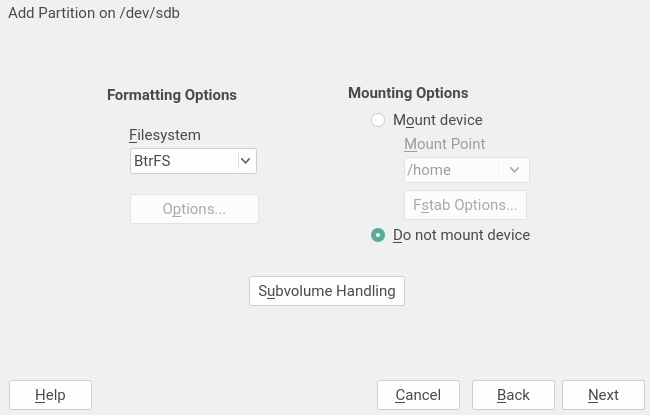 Add Partition on /dev/sdb
Formatting Options
Filesystem
BtrFS
Options...
Mounting Options
Mount device
Mount Point
/home
Fstab Options...
Do not mount device
Subvolume Handling
Help
Cancel
Back
Next